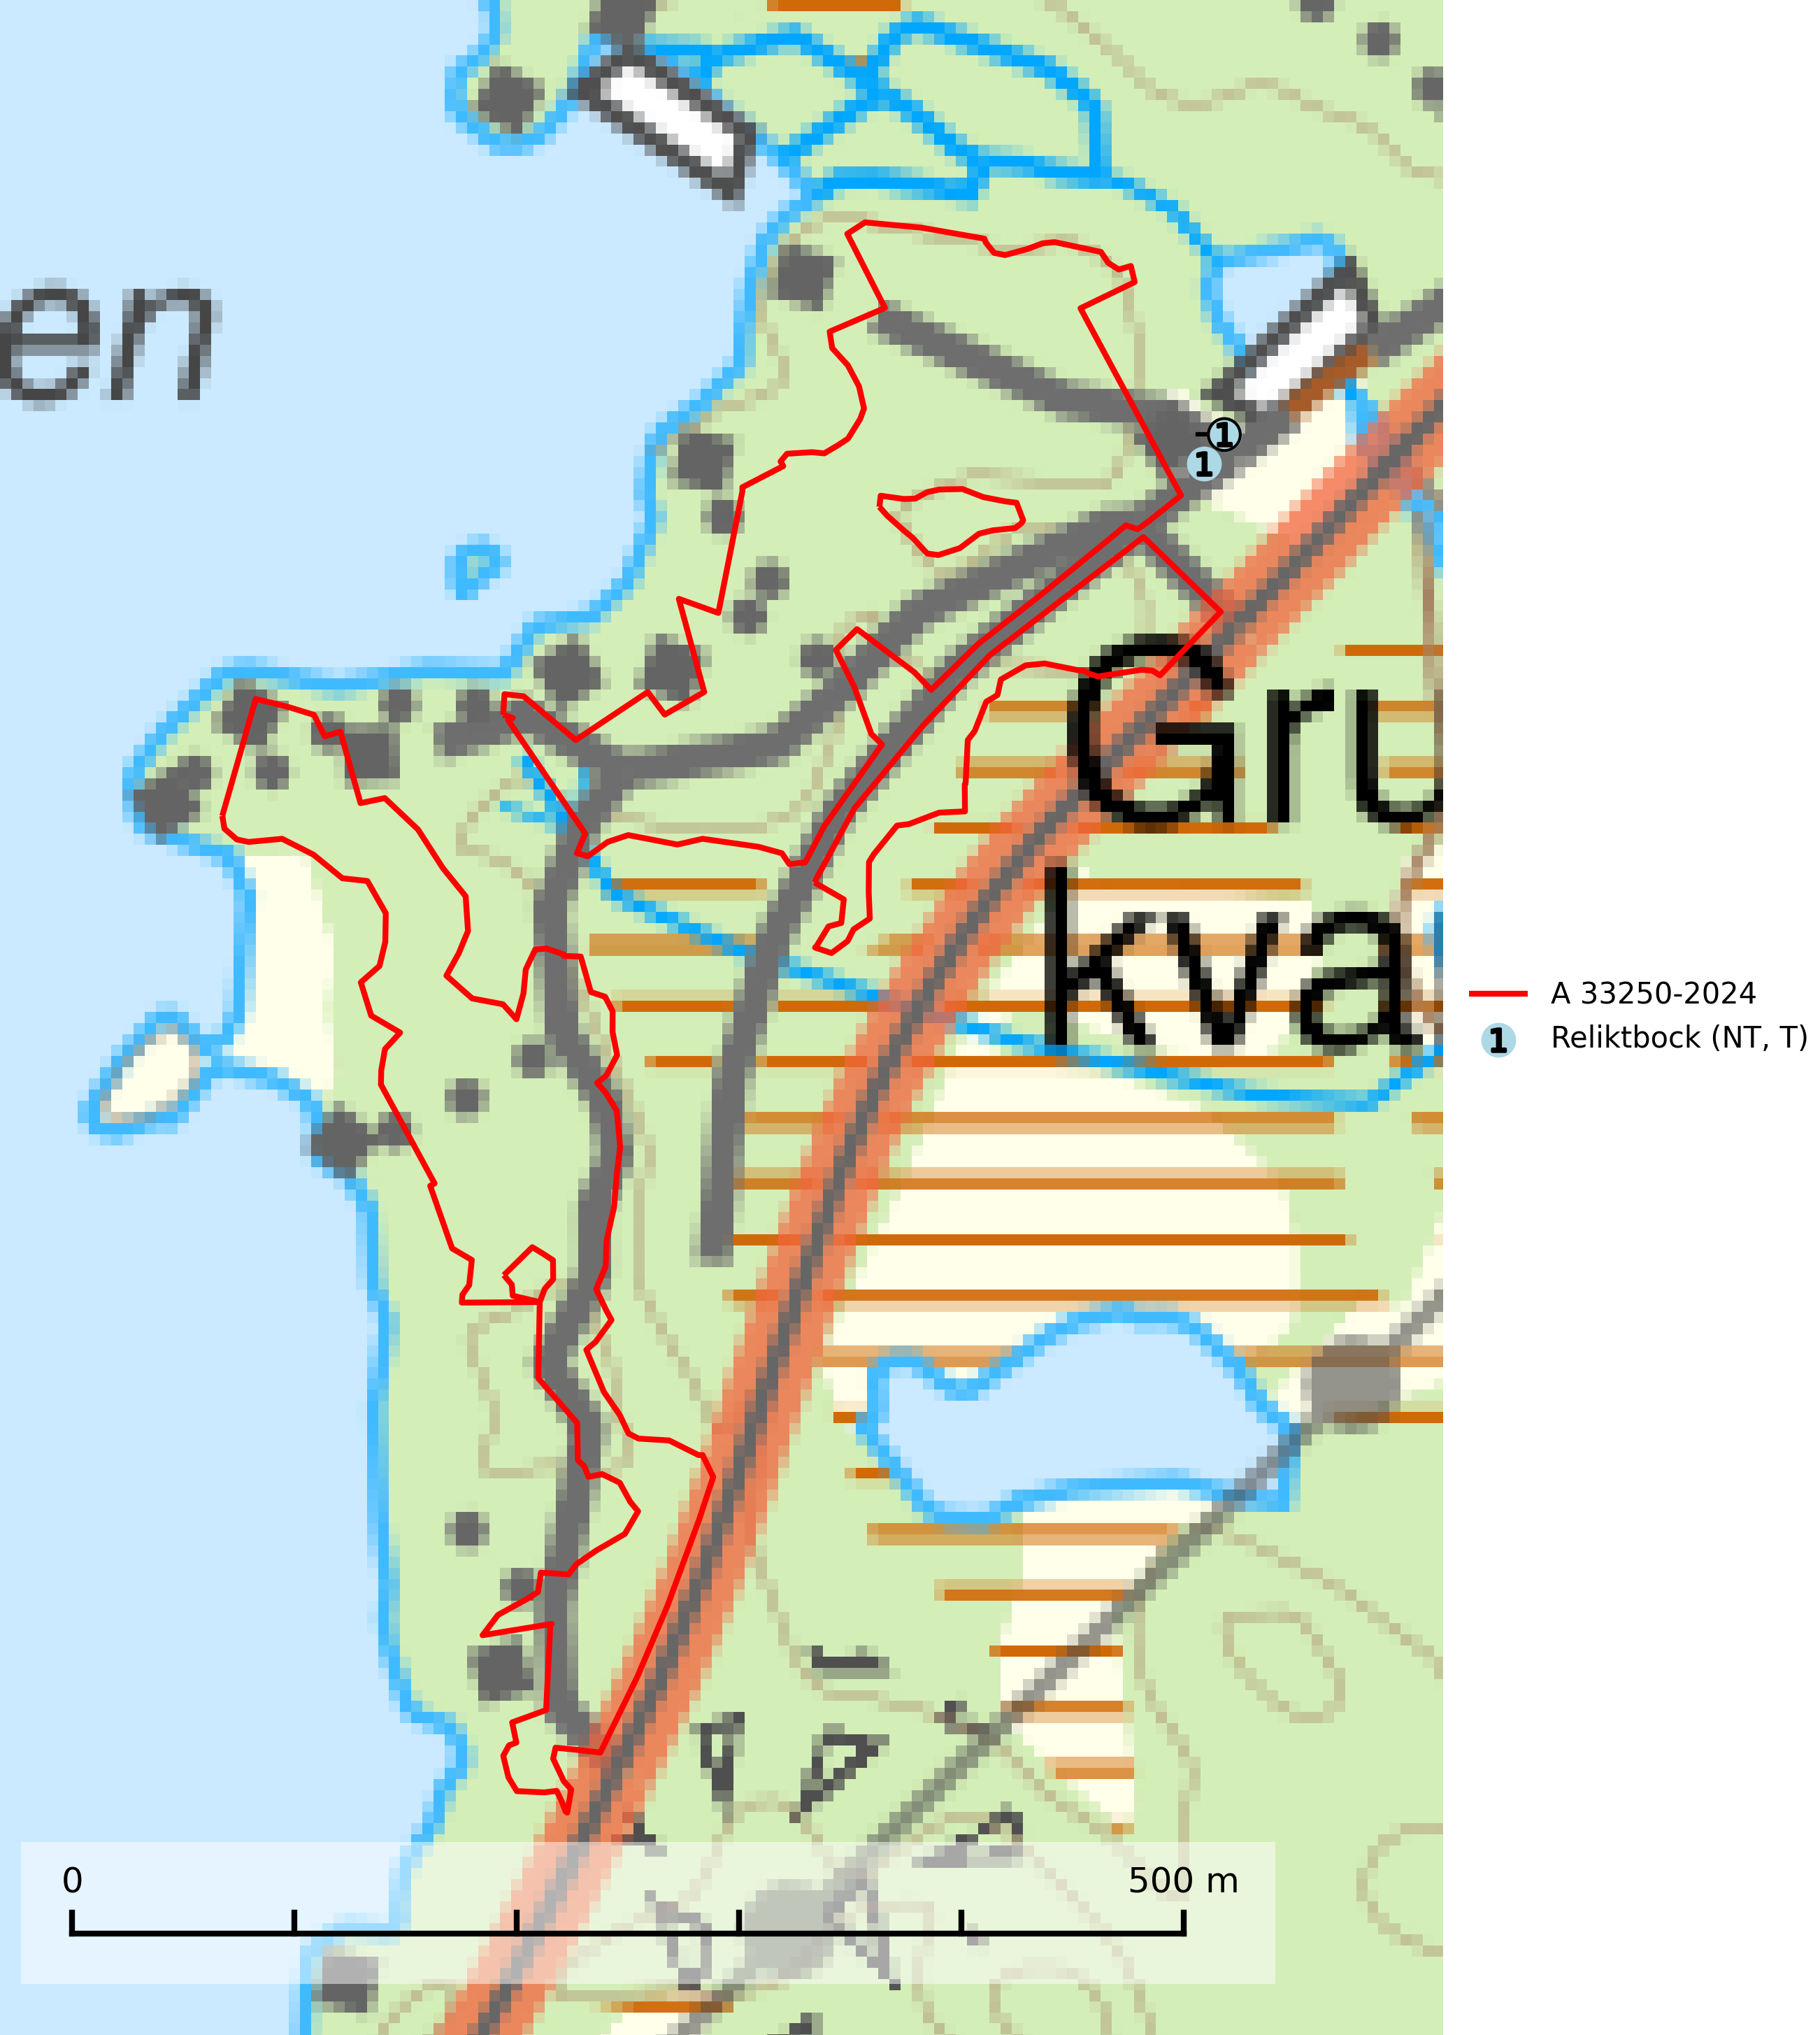 en
1
1
Gru
kva
A 33250-2024
1 Reliktbock (NT, T)
0 500 m